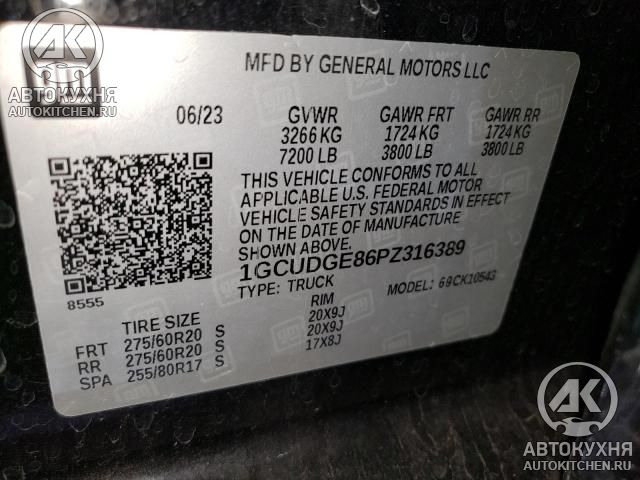 AK
АВТОКУХНЯ
AUTOKITCHEN.RU
MFD BY GENERAL MOTORS LLC
06/23 GVWR GAWR FRT GAWR RR
3266 KG 1724 KG 1724 KG
7200 LB 3800 LB 3800 LB
THIS VEHICLE CONFORMS TO ALL
APPLICABLE U.S. FEDERAL MOTOR
VEHICLE SAFETY STANDARDS IN EFFECT
ON THE DATE OF MANUFACTURE
SHOWN ABOVE.
1GCUDGE86PZ316389
8555
TYPE: TRUCK MODEL: 69CK10543
TIRE SIZE RIM
FRT 275/60R20 S 20X9J
RR 275/60R20 S 20X9J
SPA 255/80R17 S 17X8J
AK
АВТОКУХНЯ
AUTOKITCHEN.RU